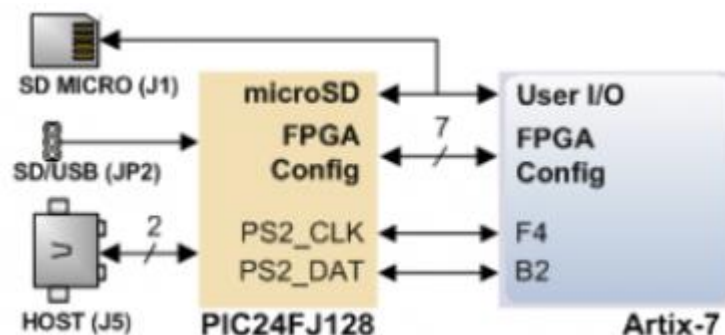 SD MICRO (J1)
microSD
User I/O
FPGA
Config
7
FPGA
Config
SD/USB (JP2)
2
PS2_CLK
F4
PS2_DAT
B2
HOST (J5)
PIC24FJ128
Artix-7